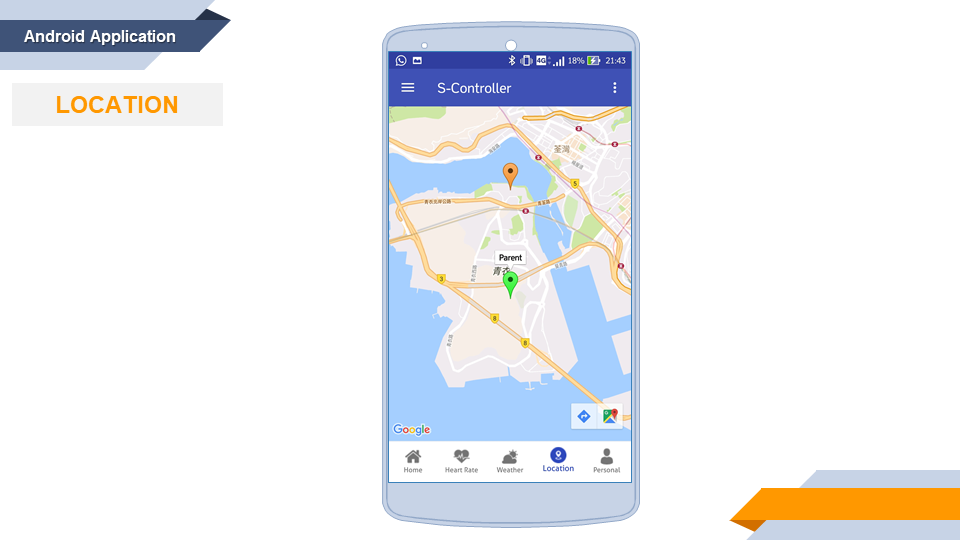 Android Application
LOCATION
4G
18%
21:43
S-Controller
荃灣
5
Parent
青衣
3
8
8
Google
Home
Heart Rate
Weather
Location
Personal